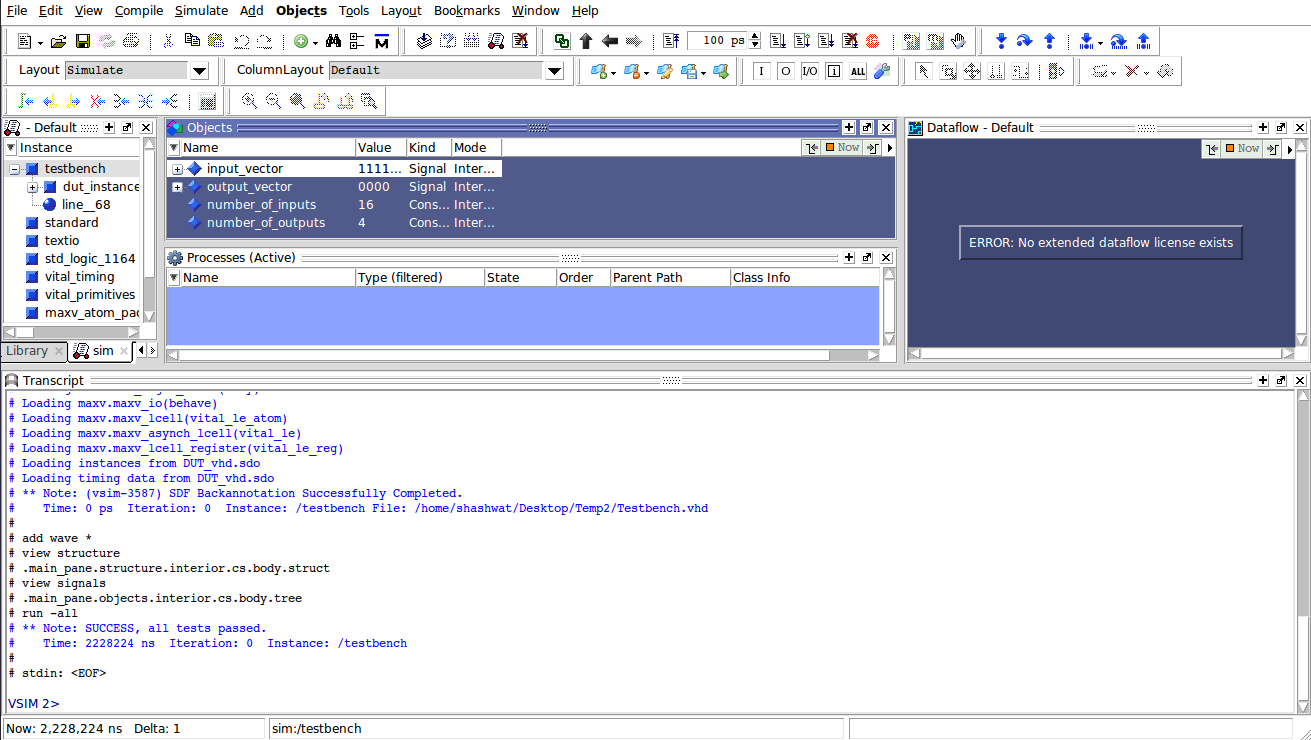 File Edit View Compile Simulate Add Objects Tools Layout Bookmarks Window Help
100 ps
Layout Simulate ColumnLayout Default I O I/O 1 ALL
- Default
Instance
testbench
dut_instance
line__68
standard
textio
std_logic_1164
vital_timing
vital_primitives
maxv_atom_pac
Library sim
Objects
Name Value Kind Mode Now
input_vector 1111... Signal Inter...
output_vector 0000 Signal Inter...
number_of_inputs 16 Cons... Inter...
number_of_outputs 4 Cons... Inter...
Processes (Active)
Name Type (filtered) State Order Parent Path Class Info
Dataflow - Default
Now
ERROR: No extended dataflow license exists
Transcript
# Loading maxv.maxv_io(behave)
# Loading maxv.maxv_lcell(vital_le_atom)
# Loading maxv.maxv_asynch_lcell(vital_le)
# Loading maxv.maxv_lcell_register(vital_le_reg)
# Loading instances from DUT_vhd.sdo
# Loading timing data from DUT_vhd.sdo
# ** Note: (vsim-3587) SDF Backannotation Successfully Completed.
#    Time: 0 ps  Iteration: 0  Instance: /testbench File: /home/shashwat/Desktop/Temp2/Testbench.vhd
#
# add wave *
# view structure
# .main_pane.structure.interior.cs.body.struct
# view signals
# .main_pane.objects.interior.cs.body.tree
# run -all
# ** Note: SUCCESS, all tests passed.
#    Time: 2228224 ns  Iteration: 0  Instance: /testbench
#
# stdin: <EOF>
VSIM 2>
Now: 2,228,224 ns Delta: 1 sim:/testbench